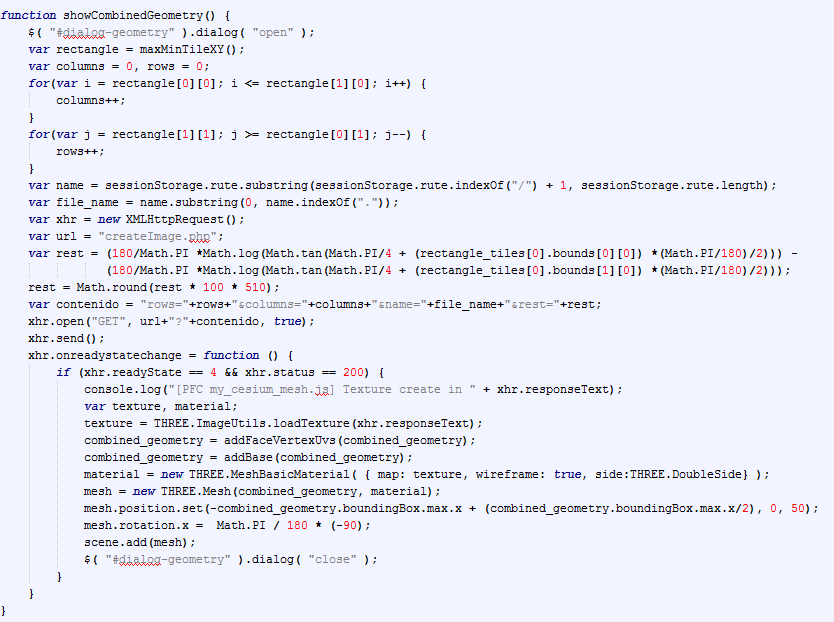 function showCombinedGeometry() {
$( "#dialog-geometry" ).dialog( "open" );
var rectangle = maxMinTileXY();
var columns = 0, rows = 0;
for(var i = rectangle[0][0]; i <= rectangle[1][0]; i++) {
columns++;
}
for(var j = rectangle[1][1]; j >= rectangle[0][1]; j--) {
rows++;
}
var name = sessionStorage.rute.substring(sessionStorage.rute.indexOf("/") + 1, sessionStorage.rute.length);
var file_name = name.substring(0, name.indexOf("."));
var xhr = new XMLHttpRequest();
var url = "createImage.php";
var rest = (180/Math.PI *Math.log(Math.tan(Math.PI/4 + (rectangle_tiles[0].bounds[0][0]) *(Math.PI/180)/2))) -
(180/Math.PI *Math.log(Math.tan(Math.PI/4 + (rectangle_tiles[0].bounds[1][0]) *(Math.PI/180)/2)));
rest = Math.round(rest * 100 * 510);
var contenido = "rows="+rows+"&columns="+columns+"&name="+file_name+"&rest="+rest;
xhr.open("GET", url+"?"+contenido, true);
xhr.send();
xhr.onreadystatechange = function () {
if (xhr.readyState == 4 && xhr.status == 200) {
console.log("[PFC my_cesium_mesh.js] Texture create in " + xhr.responseText);
var texture, material;
texture = THREE.ImageUtils.loadTexture(xhr.responseText);
combined_geometry = addFaceVertexUvs(combined_geometry);
combined_geometry = addBase(combined_geometry);
material = new THREE.MeshBasicMaterial( { map: texture, wireframe: true, side:THREE.DoubleSide} );
mesh = new THREE.Mesh(combined_geometry, material);
mesh.position.set(-combined_geometry.boundingBox.max.x + (combined_geometry.boundingBox.max.x/2), 0, 50);
mesh.rotation.x =  Math.PI / 180 * (-90);
scene.add(mesh);
$( "#dialog-geometry" ).dialog( "close" );
}
}
}